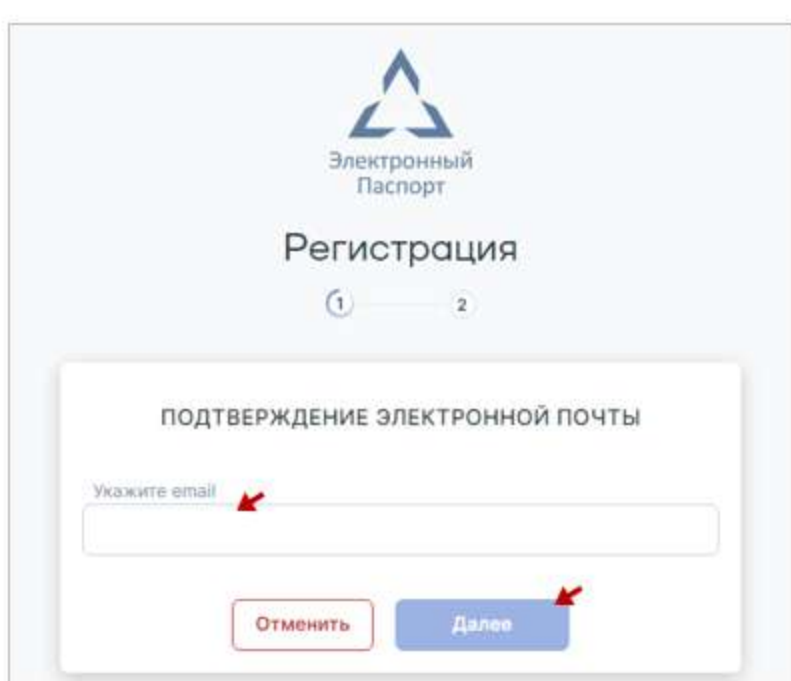 Электронный
Паспорт
Регистрация
1 2
ПОДТВЕРЖДЕНИЕ ЭЛЕКТРОННОЙ ПОЧТЫ
Укажите email
Отменить Далее